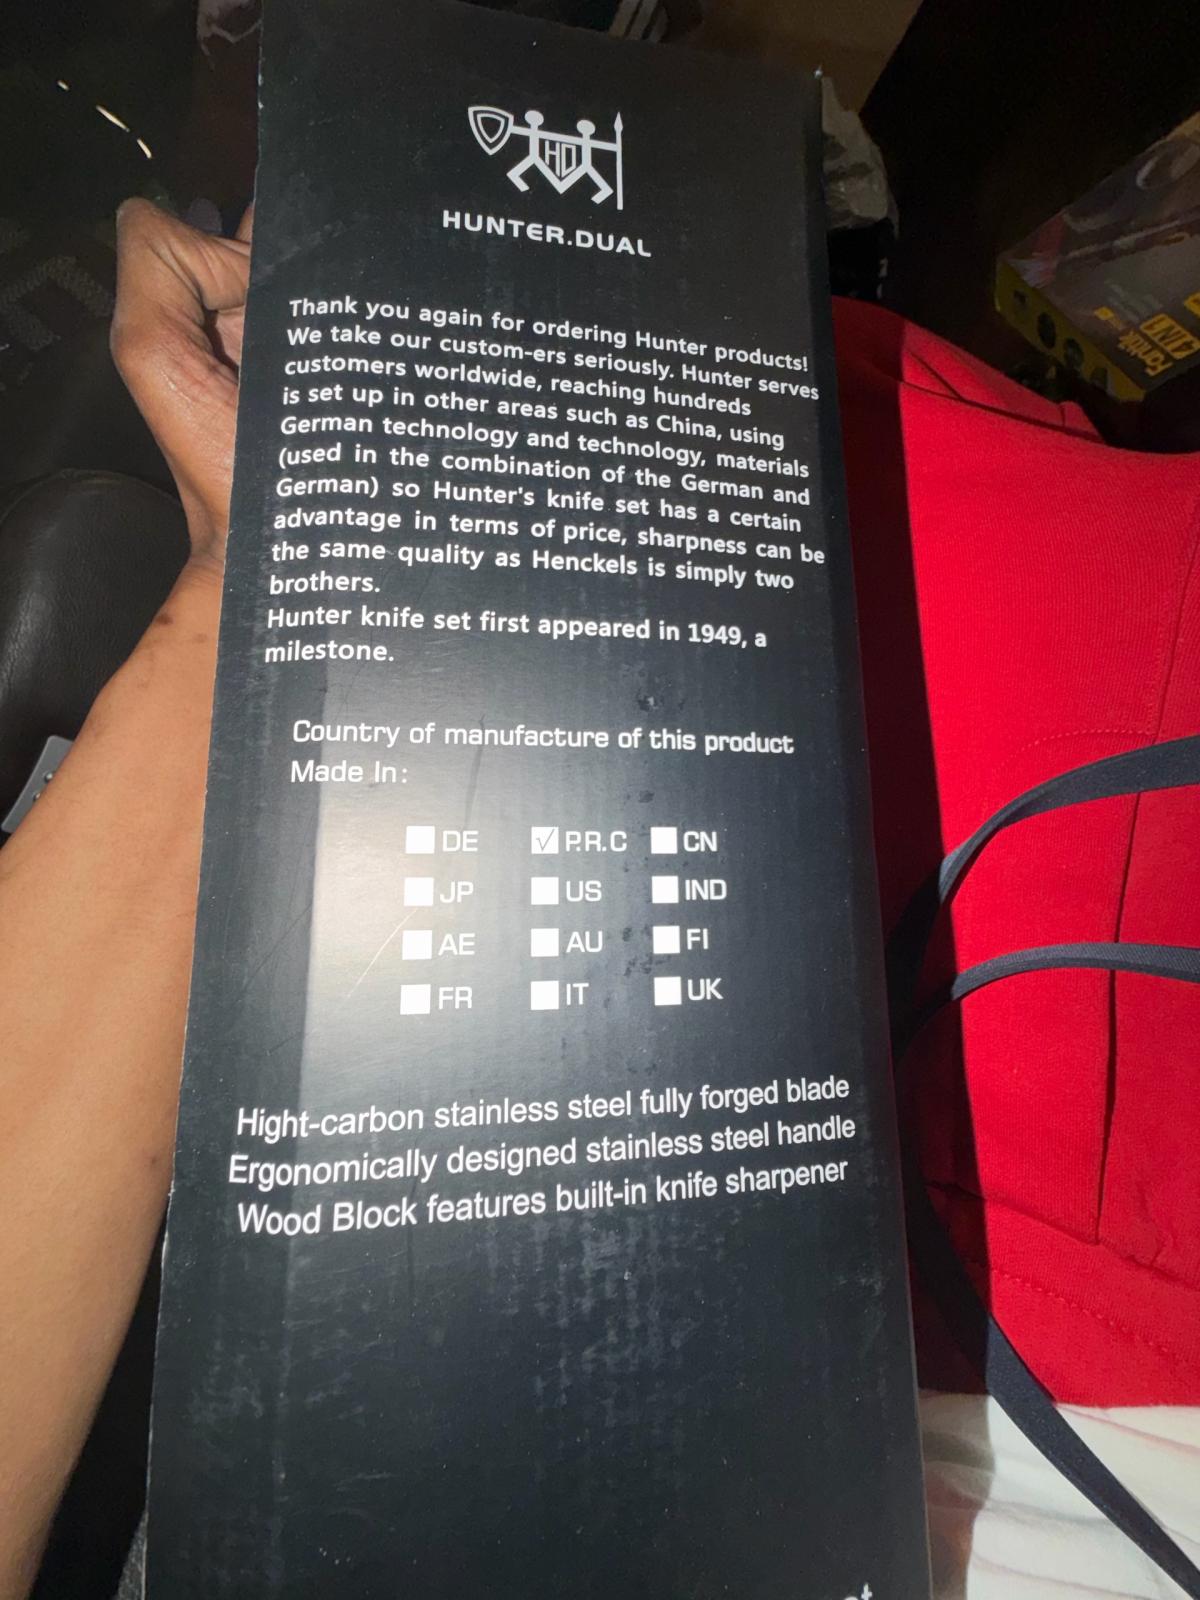 HD
HUNTER.DUAL
Thank you again for ordering Hunter products!
We take our custom-ers seriously. Hunter serves
customers worldwide, reaching hundreds
is set up in other areas such as China, using
German technology and technology, materials
(used in the combination of the German and
German) so Hunter's knife set has a certain
advantage in terms of price, sharpness can be
the same quality as Henckels is simply two
brothers.
Hunter knife set first appeared in 1949, a
milestone.
Country of manufacture of this product
Made In:
DE √ P.R.C CN
JP US IND
AE AU FI
FR IT UK
Hight-carbon stainless steel fully forged blade
Ergonomically designed stainless steel handle
Wood Block features built-in knife sharpener